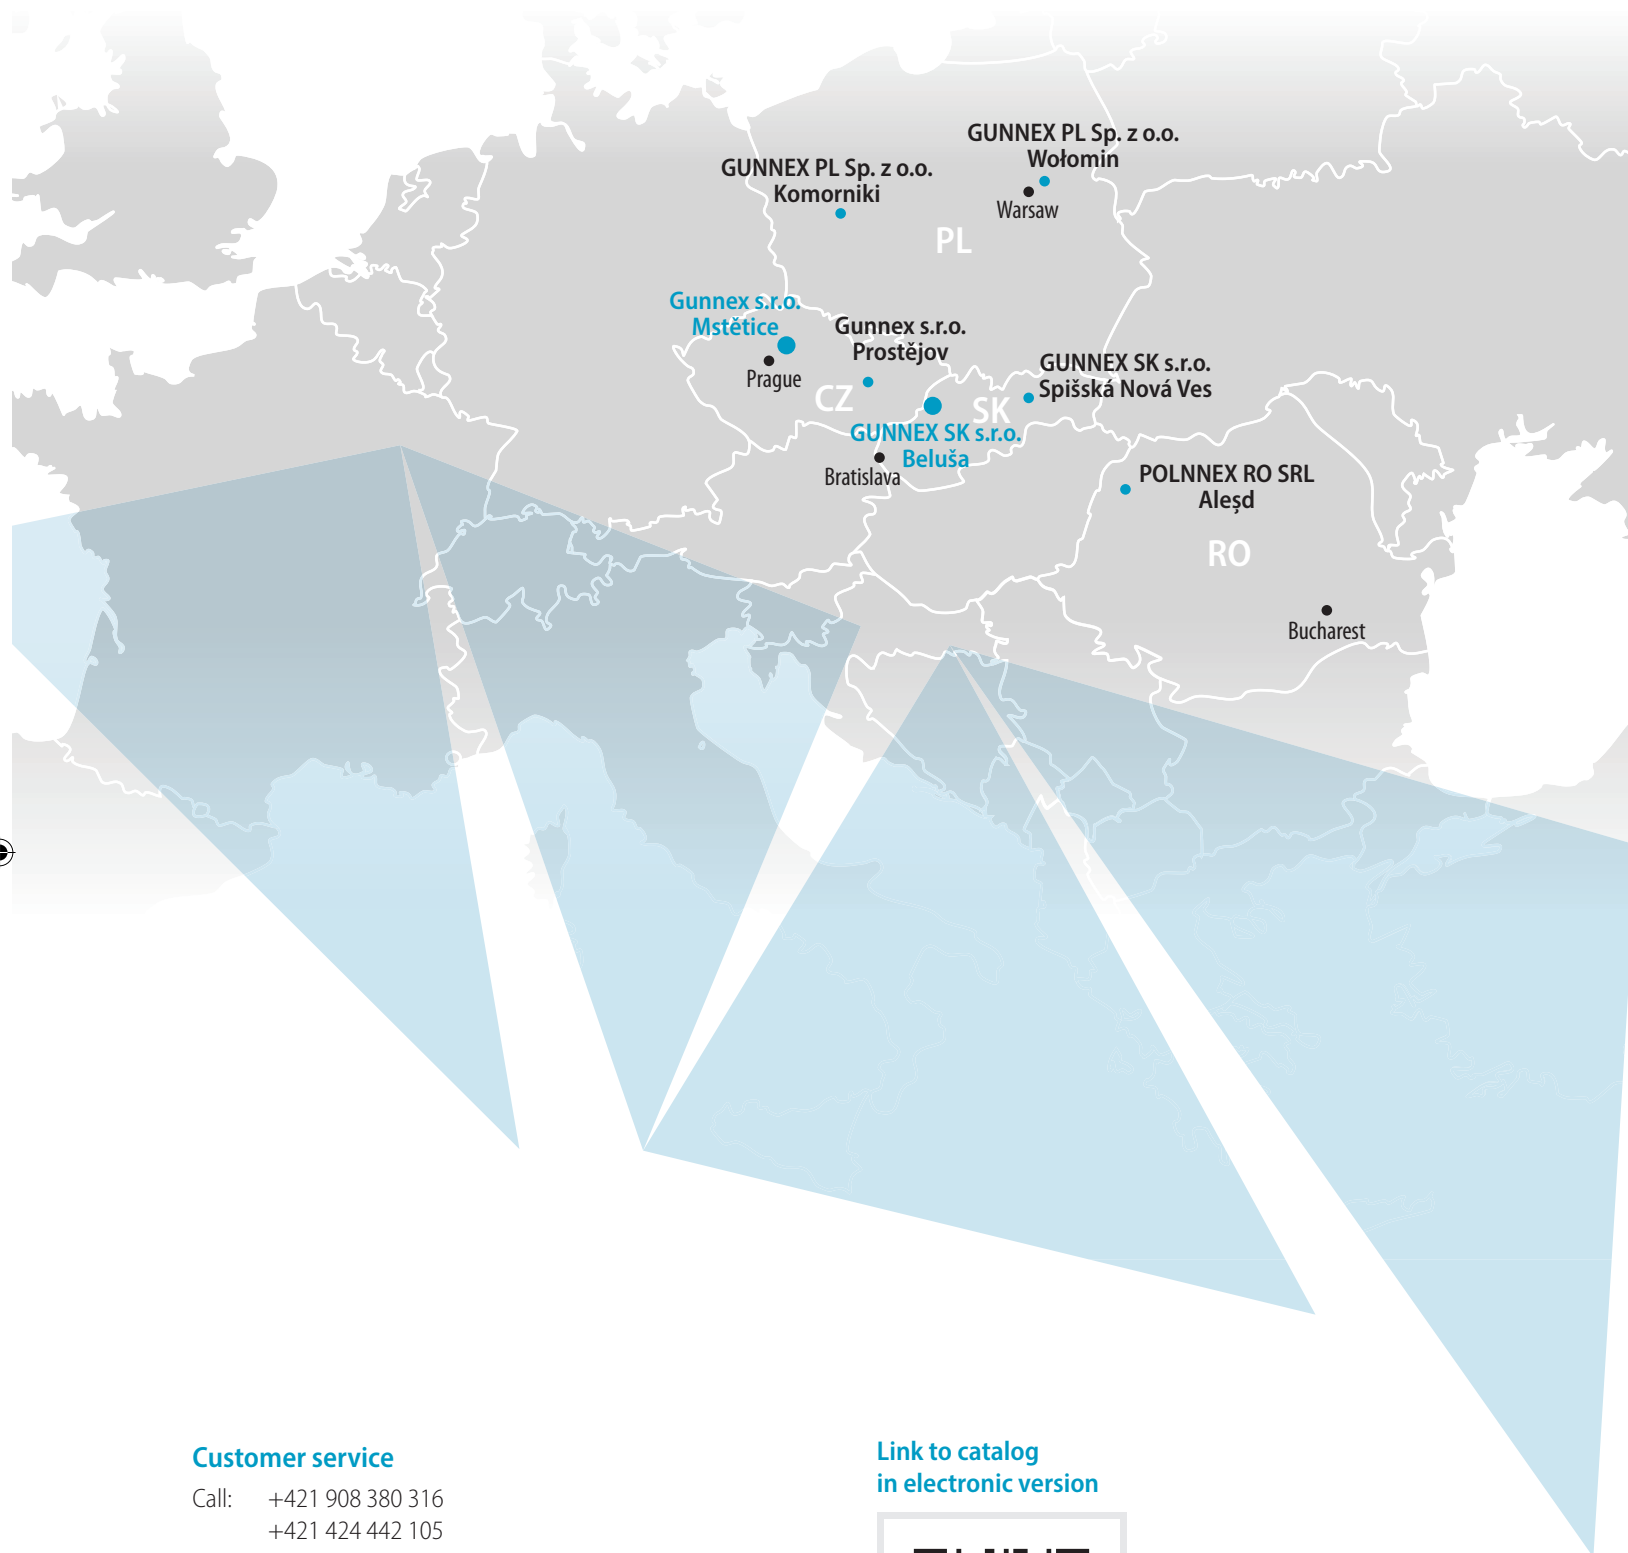 GUNNEX PL Sp. z o.o.
Wołomin
GUNNEX PL Sp. z o.o.
Komorniki
Warsaw
PL
Gunnex s.r.o.
Mstětice
Gunnex s.r.o.
Prostějov
Prague
CZ
GUNNEX SK s.r.o.
Spišská Nová Ves
SK
GUNNEX SK s.r.o.
Beluša
Bratislava
POLNNEX RO SRL
Aleșd
RO
Bucharest
Customer service
Call: +421 908 380 316
+421 424 442 105
Link to catalog
in electronic version